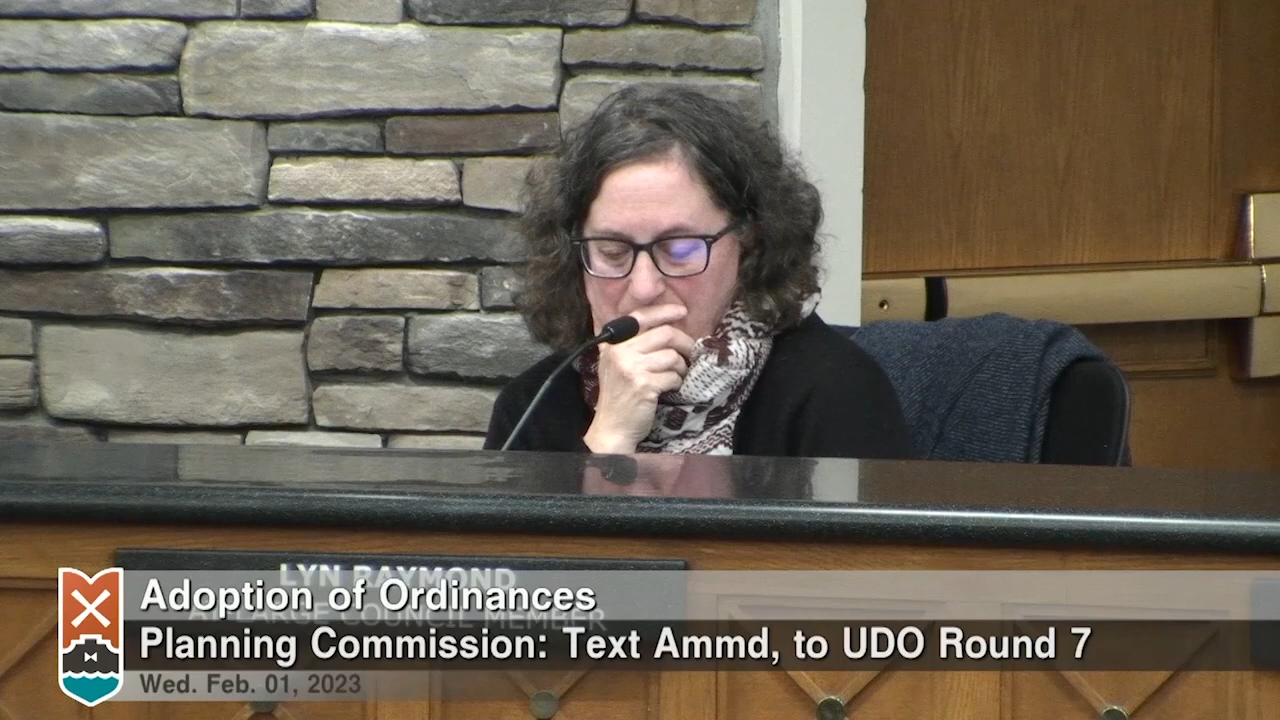 LYN RAYMOND
AT LARGE COUNCIL MEMBER
Adoption of Ordinances
Planning Commission: Text Ammd, to UDO Round 7
Wed. Feb. 01, 2023